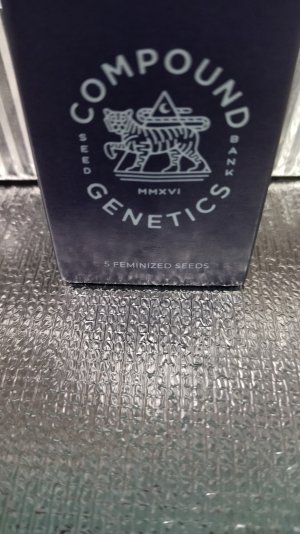 COMPOUND
SEED BANK
MMXVI
GENETICS
5 FEMINIZED SEEDS